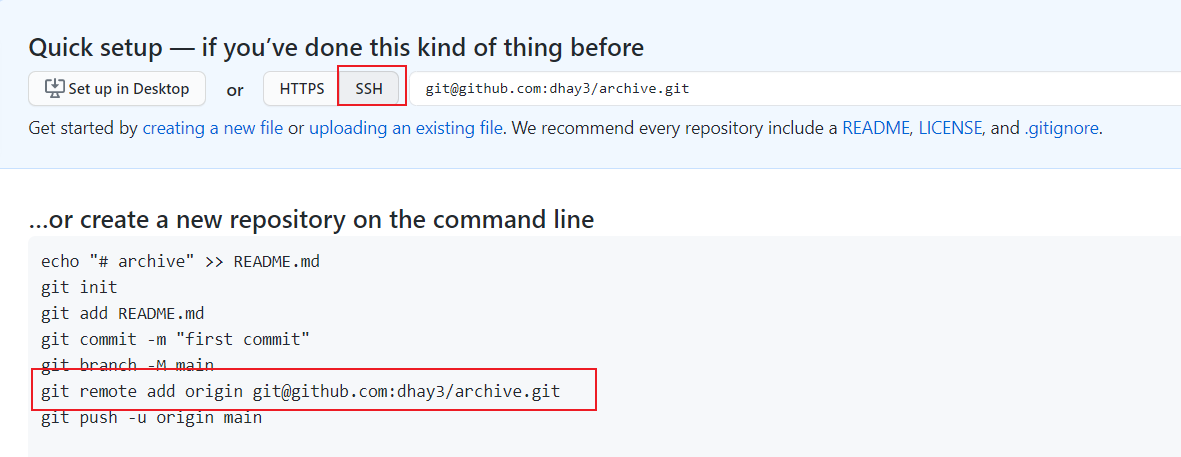 Quick setup — if you’ve done this kind of thing before
Set up in Desktop or HTTPS SSH git@github.com:dhay3/archive.git
Get started by creating a new file or uploading an existing file. We recommend every repository include a README, LICENSE, and .gitignore.
…or create a new repository on the command line
echo "# archive" >> README.md
git init
git add README.md
git commit -m "first commit"
git branch -M main
git remote add origin git@github.com:dhay3/archive.git
git push -u origin main